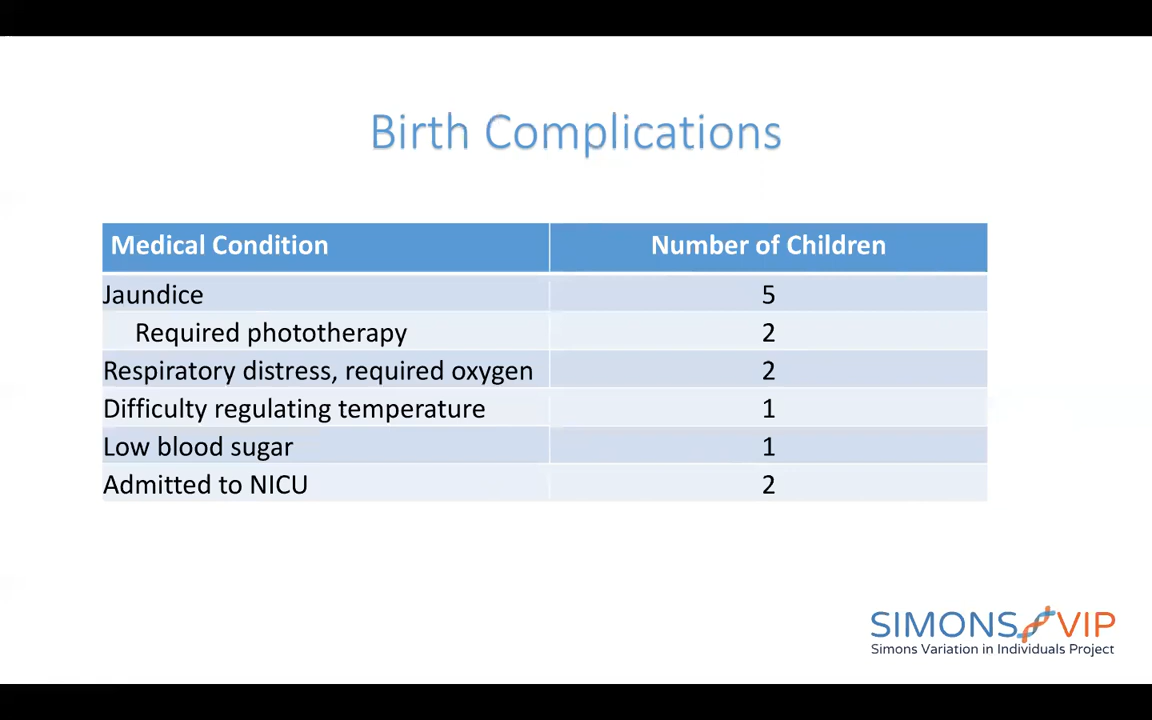 Birth Complications
Medical Condition Number of Children
Jaundice 5
Required phototherapy 2
Respiratory distress, required oxygen 2
Difficulty regulating temperature 1
Low blood sugar 1
Admitted to NICU 2
SIMONS VIP
Simons Variation in Individuals Project